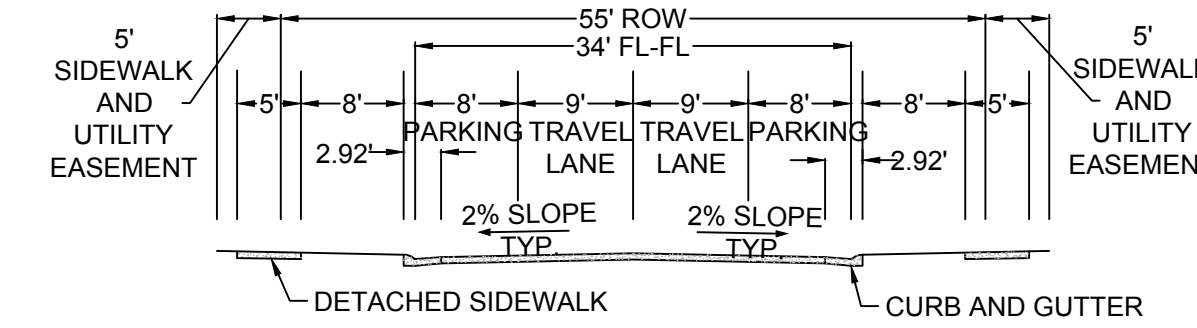 55' ROW
34' FL-FL
5'
SIDEWALK
AND
UTILITY
EASEMENT
5'
8'
8'
PARKING
9'
TRAVEL
LANE
9'
TRAVEL
LANE
8'
PARKING
8'
5'
5'
SIDEWALK
AND
UTILITY
EASEMENT
2.92'
2.92'
2% SLOPE
TYP.
2% SLOPE
TYP.
DETACHED SIDEWALK
CURB AND GUTTER